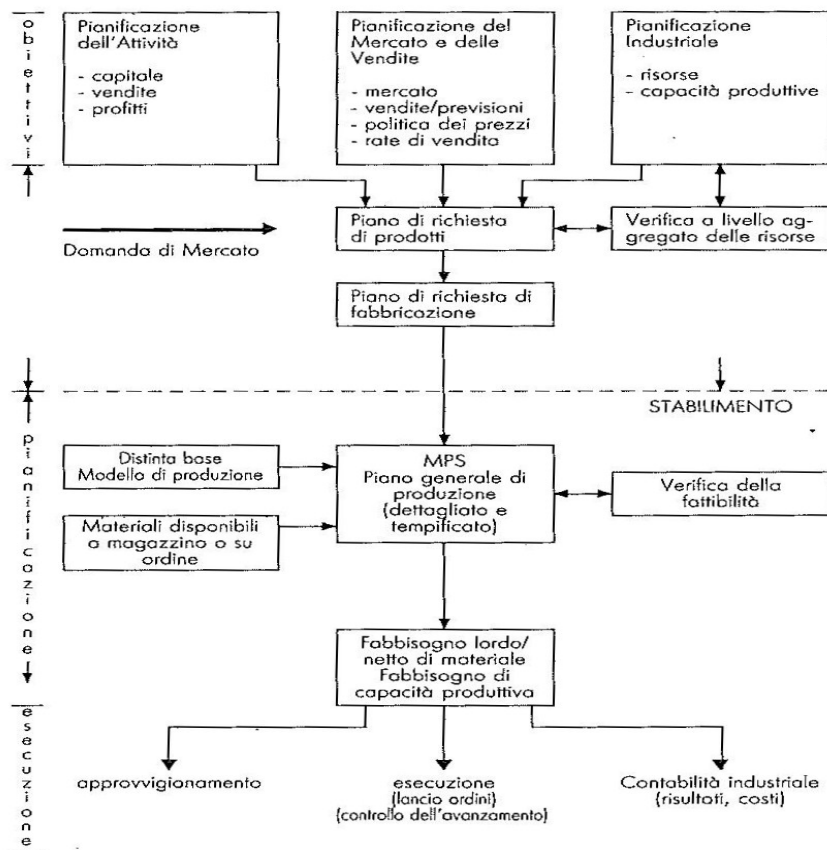 obiettivi
Pianificazione
dell'Attività
- capitale
- vendite
- profitti
Pianificazione del
Mercato e delle
Vendite
- mercato
- vendite/previsioni
- politica dei prezzi
- rate di vendita
Pianificazione
Industriale
- risorse
- capacità produttive
Domanda di Mercato
Piano di richiesta
di prodotti
Verifica a livello ag-
gregato delle risorse
Piano di richiesta di
fabbricazione
pianificazione
STABILIMENTO
Distinta base
Modello di produzione
Materiali disponibili
a magazzino o su
ordine
MPS
Piano generale di
produzione
(dettagliato e
tempificato)
Verifica della
fattibilità
Fabbisogno lordo/
netto di materiale
Fabbisogno di
capacità produttiva
esecuzione
approvvigionamento
esecuzione
(lancio ordini)
(controllo dell'avanzamento)
Contabilità industriale
(risultati, costi)